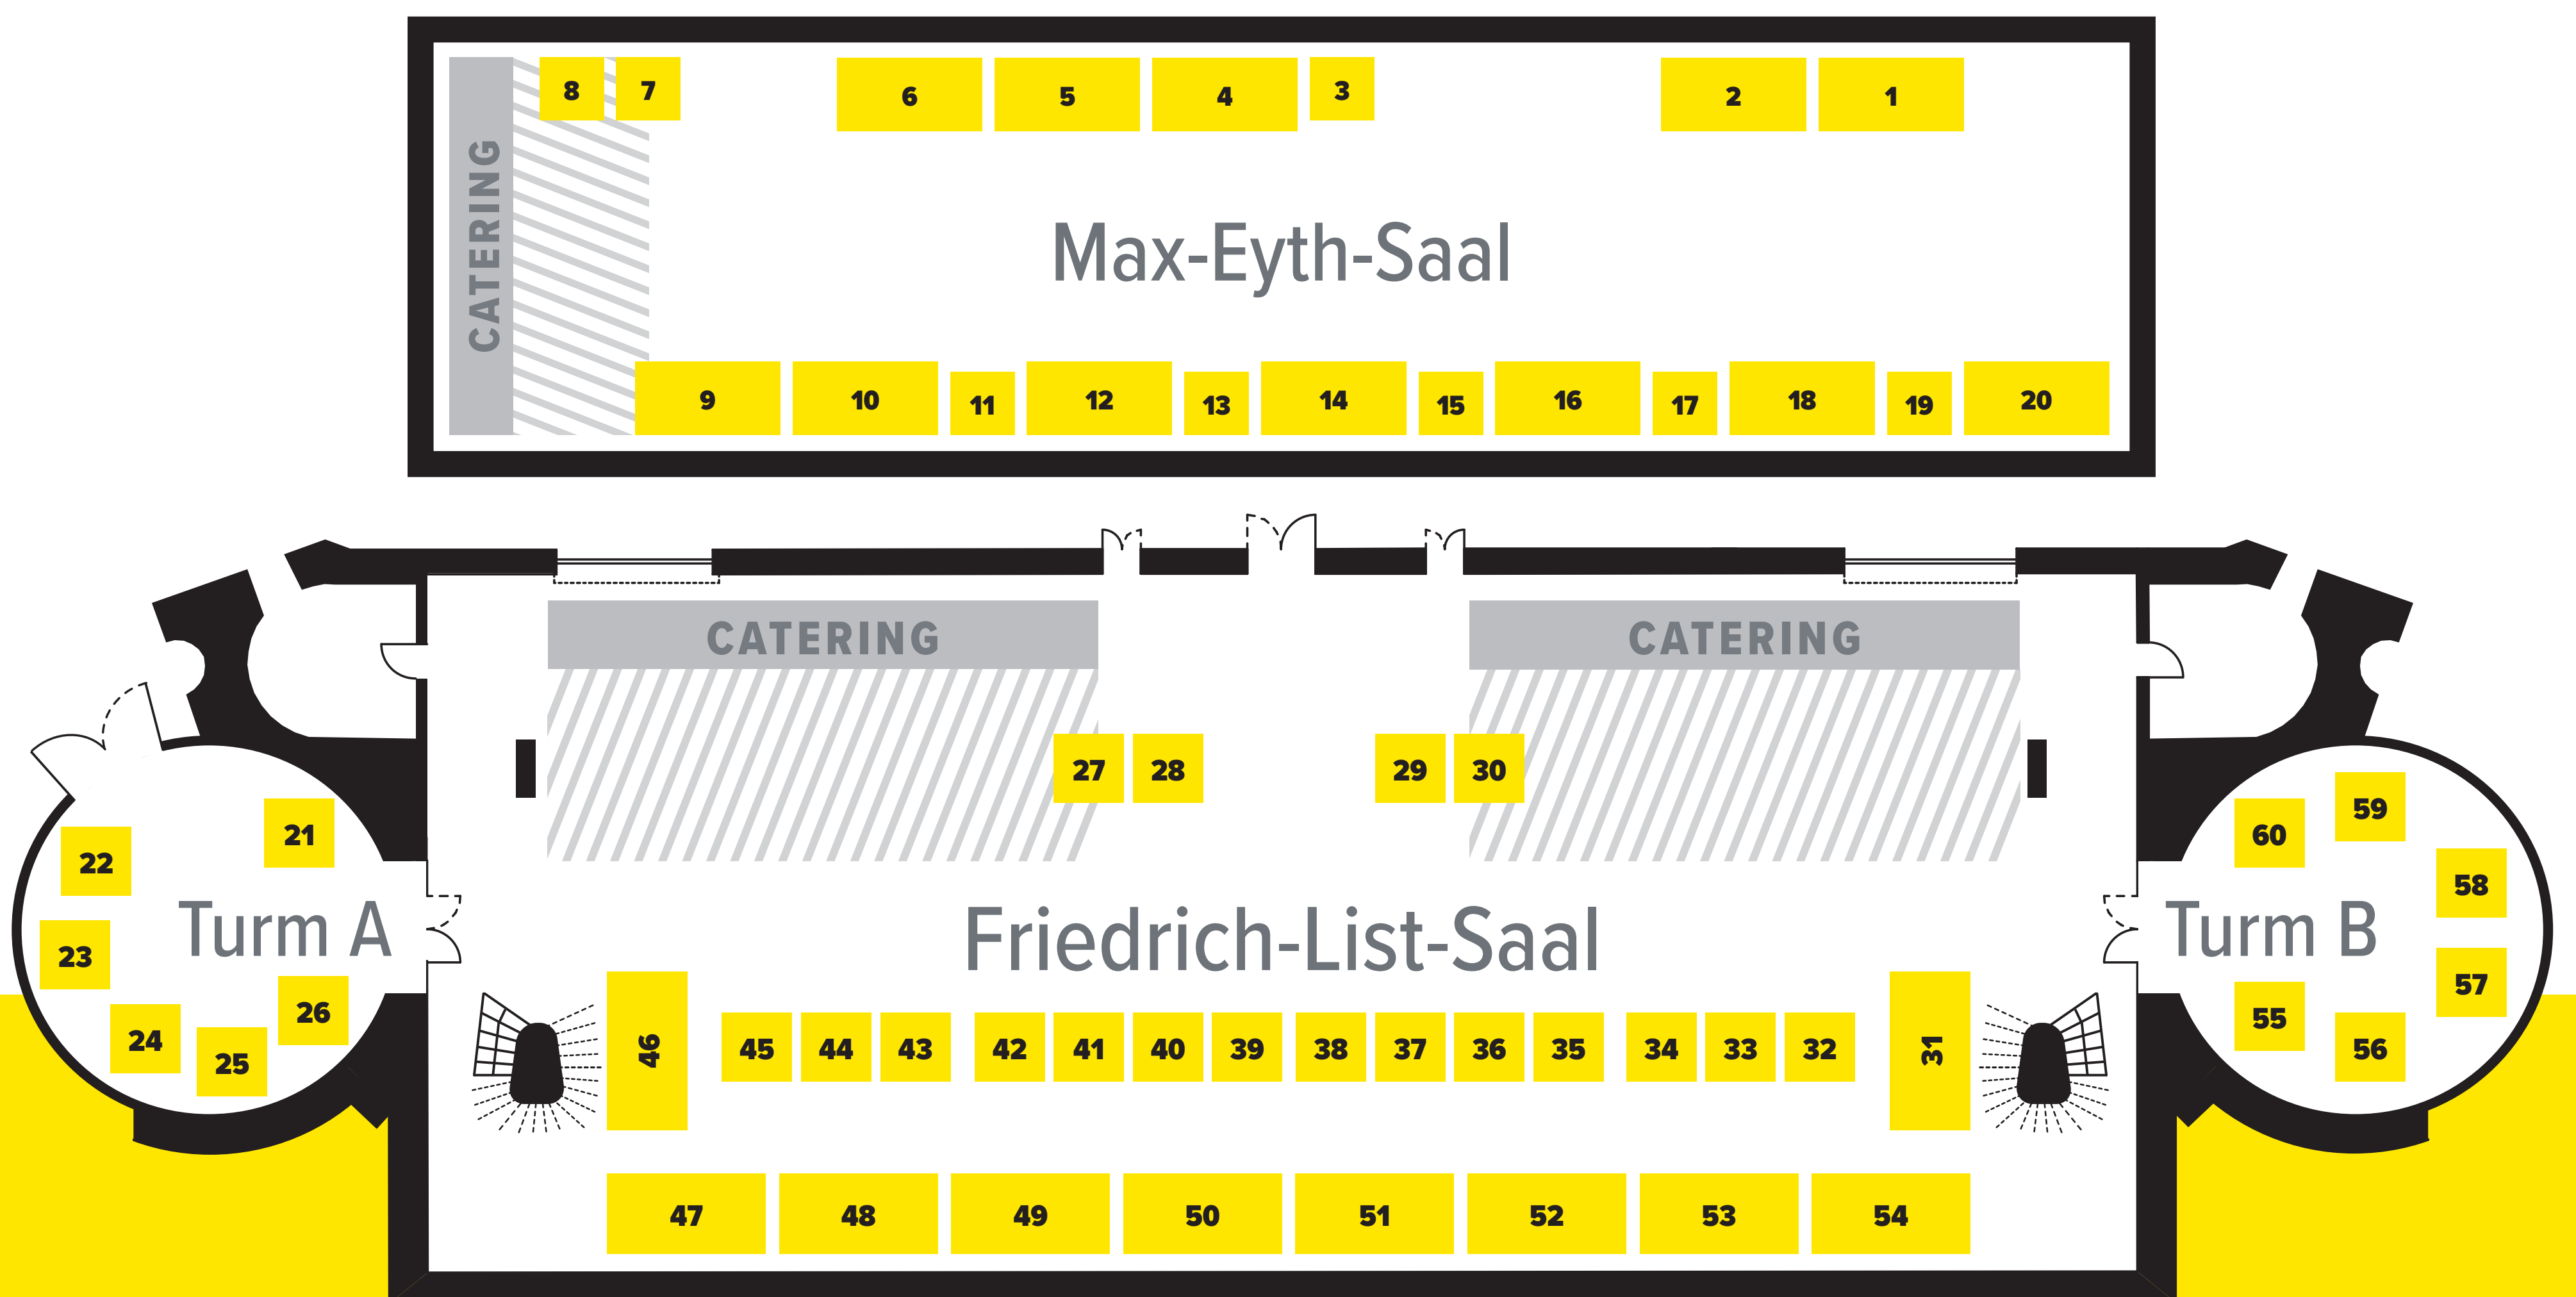 8 7 6 5 4 3 2 1
CATERING
Max-Eyth-Saal
9 10 11 12 13 14 15 16 17 18 19 20
CATERING CATERING
27 28 29 30
21
22
Turm A
23
26
24
25
Friedrich-List-Saal
46 45 44 43 42 41 40 39 38 37 36 35 34 33 32 31
47 48 49 50 51 52 53 54
59
60
58
Turm B
57
55
56